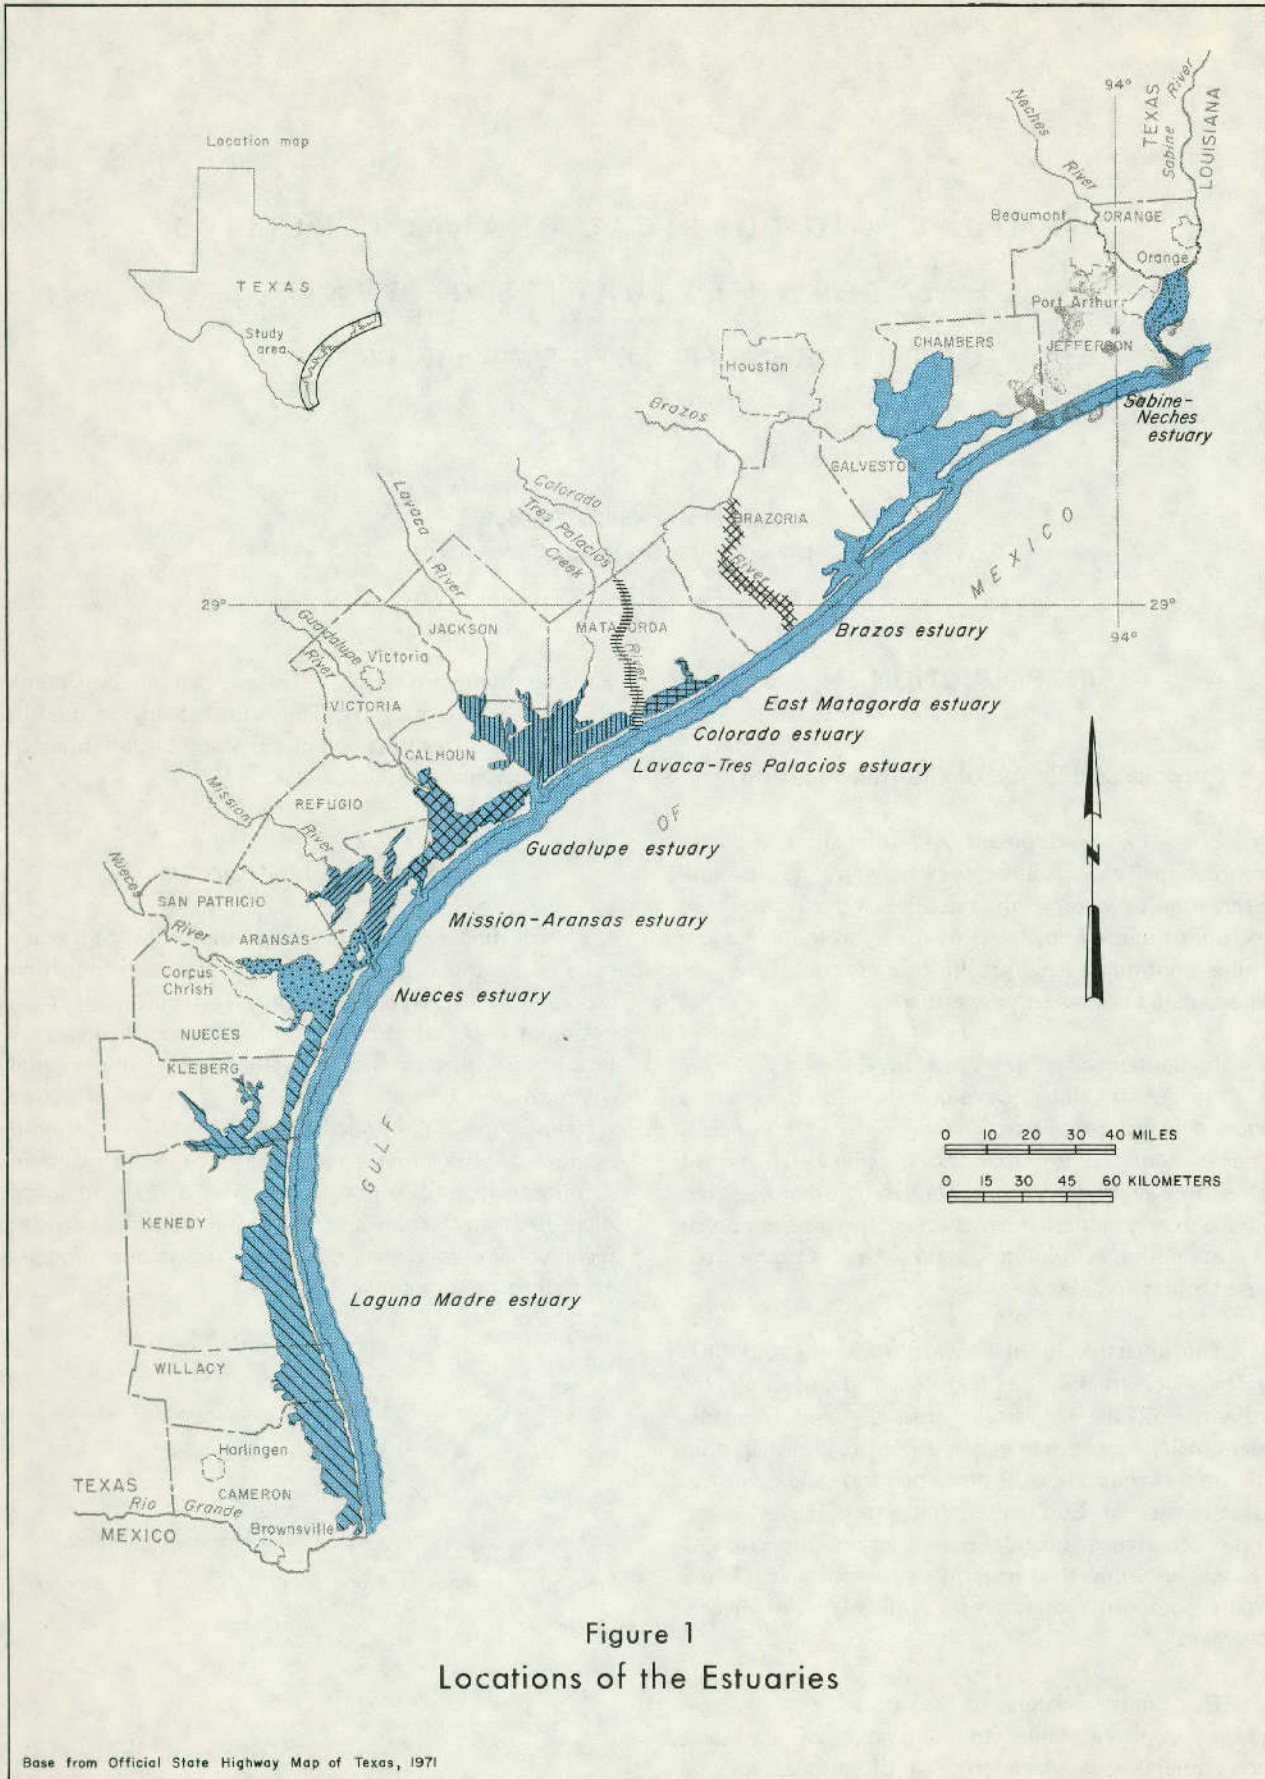 Location map
TEXAS
Study
area
94°
TEXAS
Sabine River
LOUISIANA
Neches
River
Beaumont
ORANGE
Orange
Port Arthur
JEFFERSON
CHAMBERS
Houston
Sabine-
Neches
estuary
Brazos
GALVESTON
BRAZORIA
River
Colorado
Tres Palacios
Creek
Lavaca
River
MEXICO
29°
29°
94°
Guadalupe
River
JACKSON
MATAGORDA
River
Brazos estuary
Victoria
VICTORIA
East Matagorda estuary
Colorado estuary
CALHOUN
Lavaca-Tres Palacios estuary
Mission
River
REFUGIO
OF
Guadalupe estuary
N
Nueces
River
SAN PATRICIO
ARANSAS
Mission-Aransas estuary
Corpus
Christi
Nueces estuary
NUECES
KLEBERG
GULF
0 10 20 30 40 MILES
0 15 30 45 60 KILOMETERS
KENEDY
Laguna Madre estuary
WILLACY
Harlingen
CAMERON
TEXAS
Rio Grande
MEXICO
Brownsville
Figure 1
Locations of the Estuaries
Base from Official State Highway Map of Texas, 1971